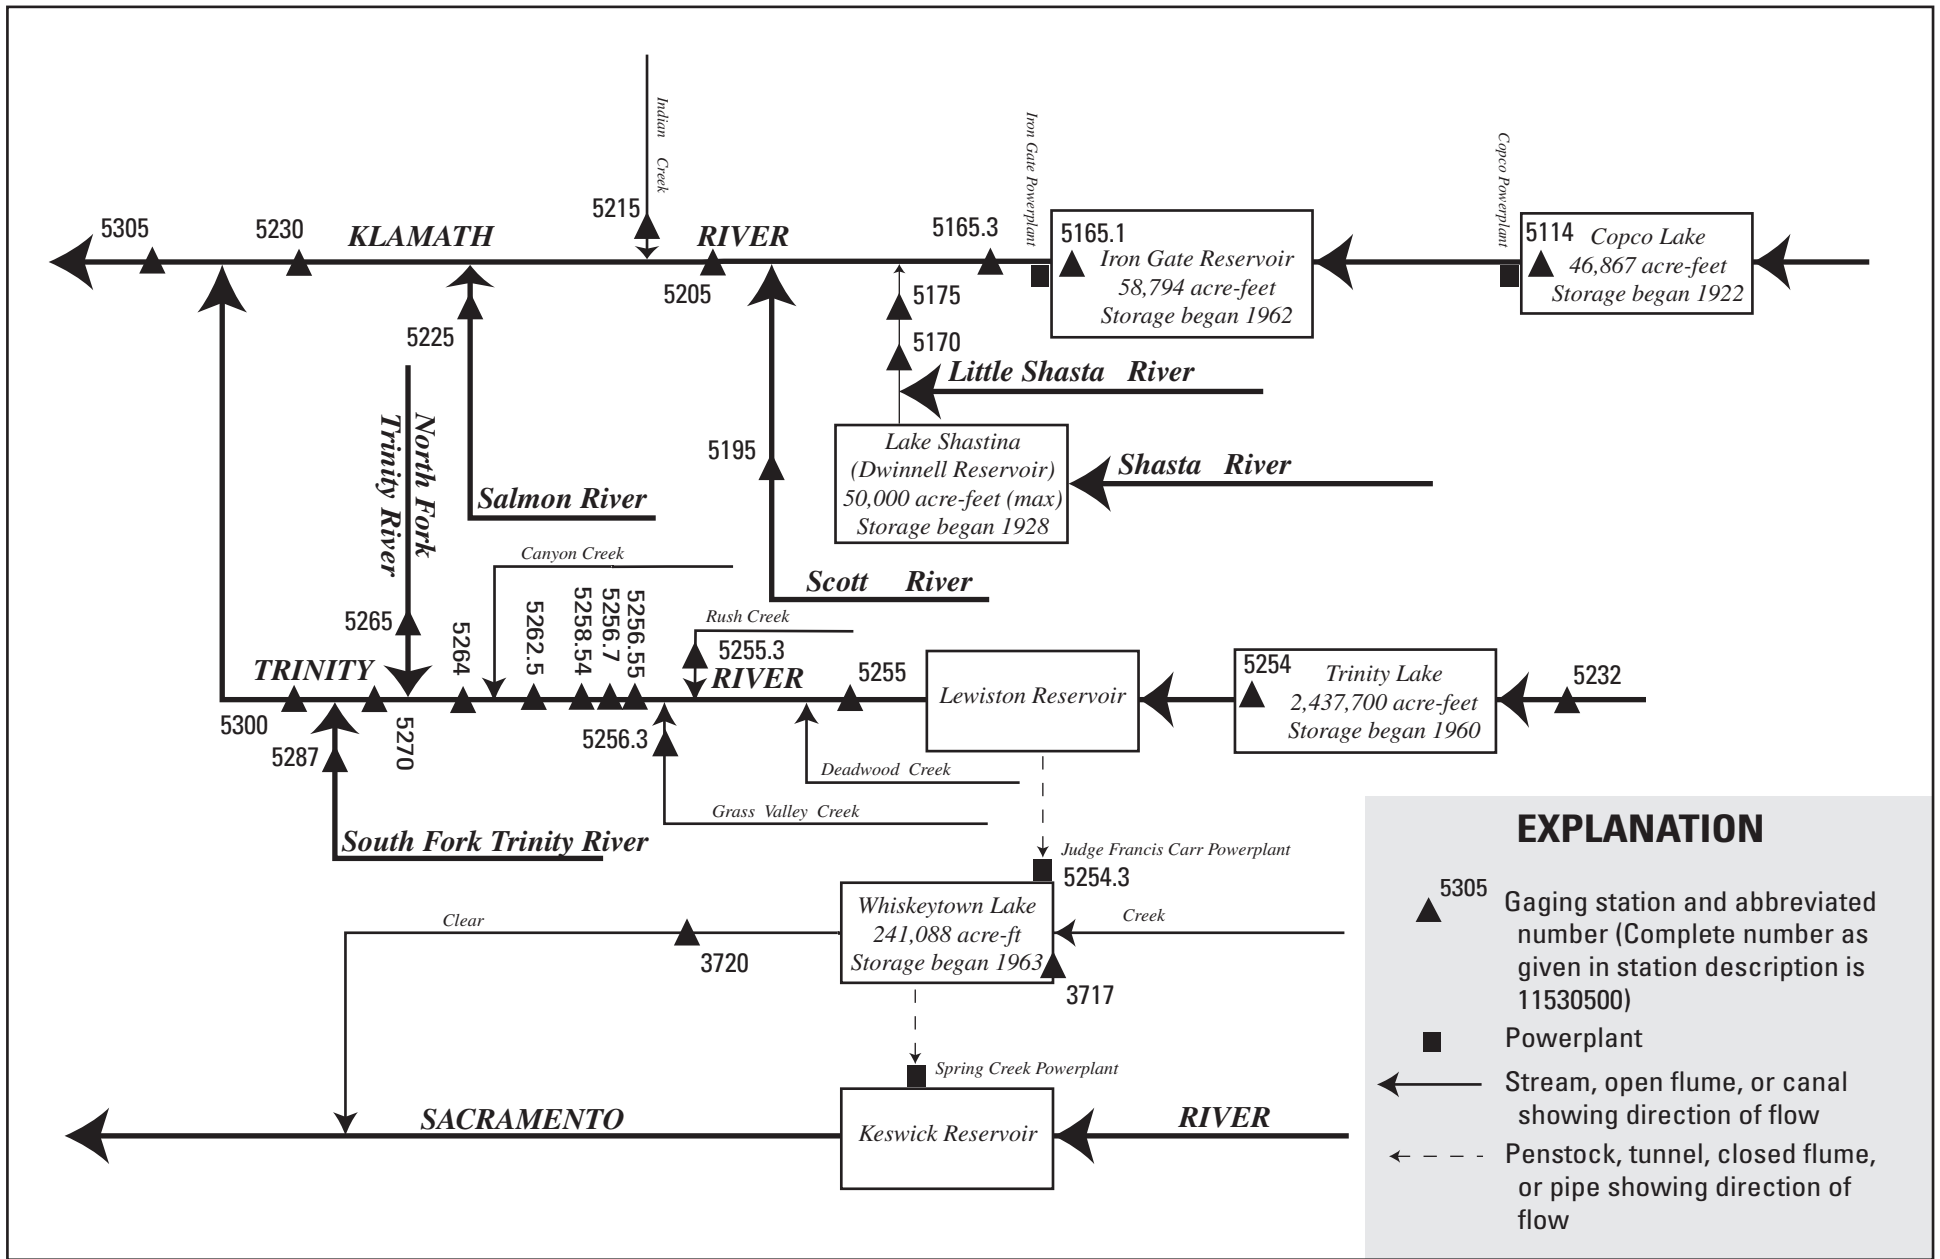 Indian Creek
Iron Gate Powerplant
Copco Powerplant
5305
5230
KLAMATH
5215
RIVER
5205
5165.3
5165.1
Iron Gate Reservoir
58,794 acre-feet
Storage began 1962
5114
Copco Lake
46,867 acre-feet
Storage began 1922
5175
5170
5225
Little Shasta River
North Fork
Trinity River
5195
Lake Shastina
(Dwinnell Reservoir)
50,000 acre-feet (max)
Storage began 1928
Shasta River
Salmon River
Canyon Creek
Scott River
5265
5264
5262.5
5258.54
5256.7
5256.55
Rush Creek
5255.3
TRINITY
RIVER
5255
Lewiston Reservoir
5254
Trinity Lake
2,437,700 acre-feet
Storage began 1960
5232
5300
5287
5270
5256.3
Deadwood Creek
Grass Valley Creek
South Fork Trinity River
Judge Francis Carr Powerplant
5254.3
Whiskeytown Lake
241,088 acre-ft
Storage began 1963
Clear
Creek
3720
3717
Spring Creek Powerplant
SACRAMENTO
Keswick Reservoir
RIVER
EXPLANATION
5305
Gaging station and abbreviated
number (Complete number as
given in station description is
11530500)
Powerplant
Stream, open flume, or canal
showing direction of flow
Penstock, tunnel, closed flume,
or pipe showing direction of
flow